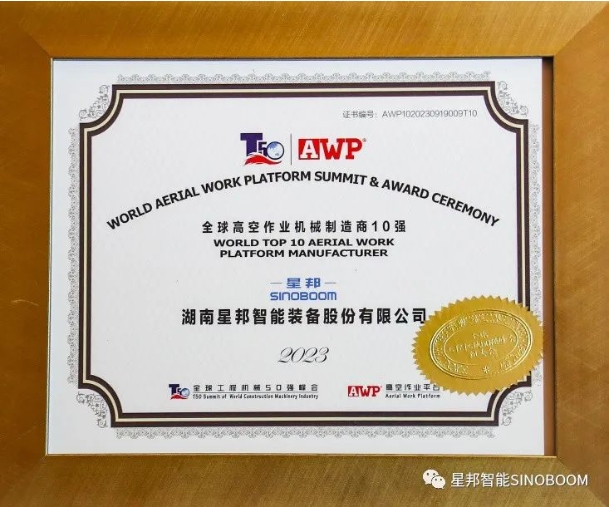 证书编号：AWP1020230919009T10
T50 AWP®
WORLD AERIAL WORK PLATFORM SUMMIT & AWARD CEREMONY
全球高空作业机械制造商10强
WORLD TOP 10 AERIAL WORK
PLATFORM MANUFACTURER
星邦
SINOBOOM
湖南星邦智能装备股份有限公司
2023
T50 全球工程机械50强峰会
T50 Summit of World Construction Machinery Industry
AWP 高空作业平台
Aerial Work Platform
星邦智能SINOBOOM